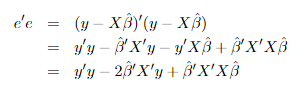 e′e = (y − Xβ̂)′(y − Xβ̂)
= y′y − β̂′X′y − y′Xβ̂ + β̂′X′Xβ̂
= y′y − 2β̂′X′y + β̂′X′Xβ̂